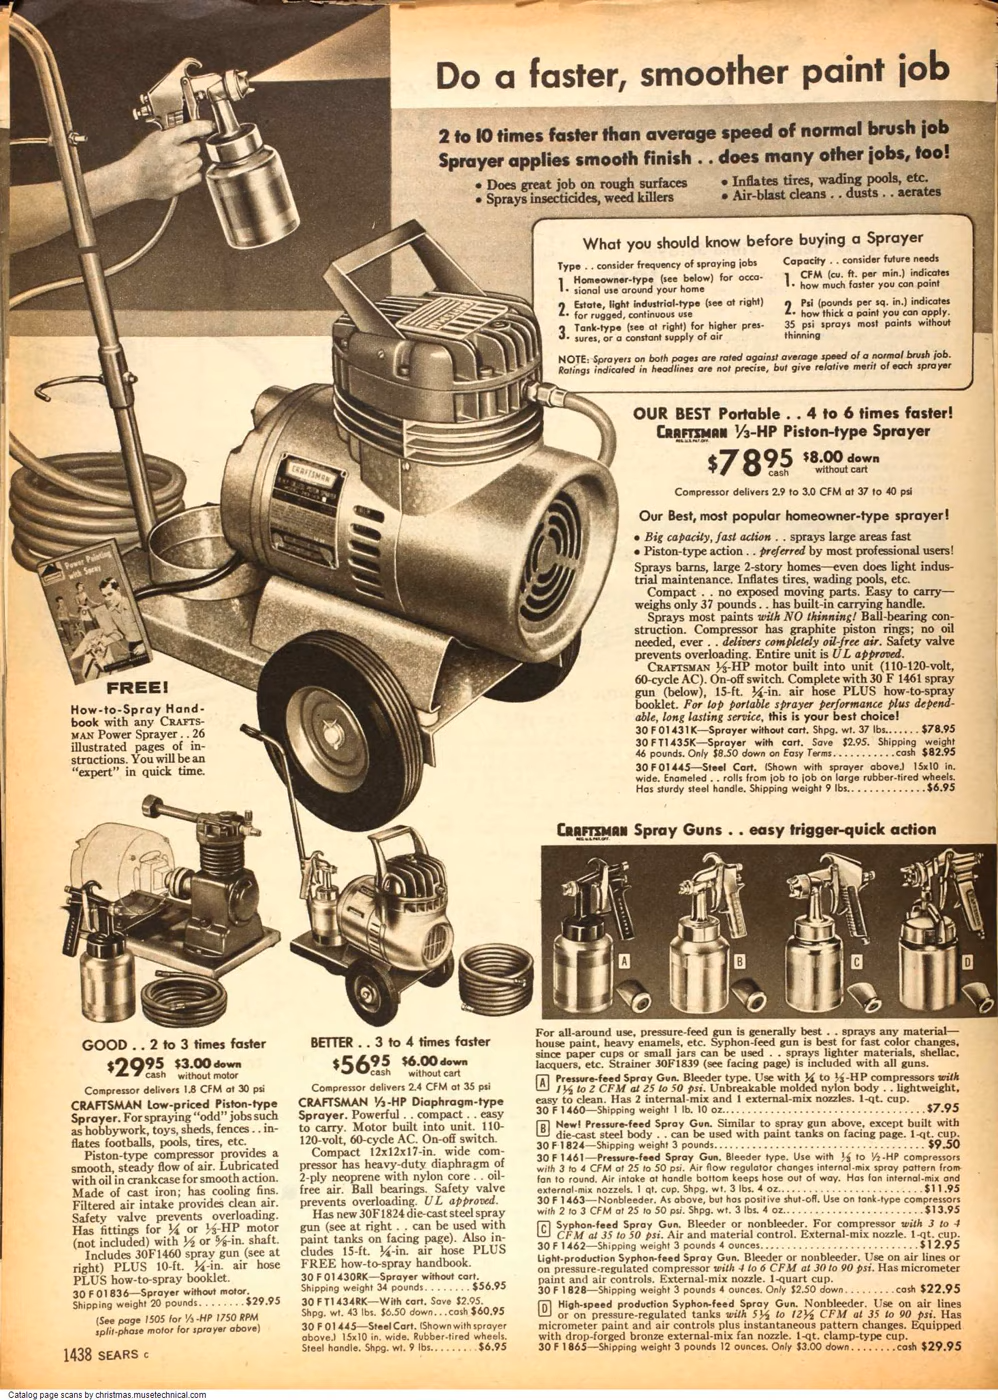 Do a faster, smoother paint job
2 to 10 times faster than average speed of normal brush job
Sprayer applies smooth finish . . does many other jobs, too!
• Does great job on rough surfaces
• Sprays insecticides, weed killers
• Inflates tires, wading pools, etc.
• Air-blast cleans . . dusts . . aerates
What you should know before buying a Sprayer
Type . . consider frequency of spraying jobs
1. Homeowner-type (see below) for occa-
sional use around your home
2. Estate, light industrial-type (see at right)
for rugged, continuous use
3. Tank-type (see at right) for higher pres-
sures, or a constant supply of air
Capacity . . consider future needs
1. CFM (cu. ft. per min.) indicates
how much faster you can paint
2. Psi (pounds per sq. in.) indicates
how thick a paint you can apply.
35 psi sprays most paints without
thinning
NOTE: Sprayers on both pages are rated against average speed of a normal brush job.
Ratings indicated in headlines are not precise, but give relative merit of each sprayer
OUR BEST Portable . . 4 to 6 times faster!
CRAFTSMAN 1/3-HP Piston-type Sprayer
$78.95 cash $8.00 down
without cart
Compressor delivers 2.9 to 3.0 CFM at 37 to 40 psi
Our Best, most popular homeowner-type sprayer!
• Big capacity, fast action . . sprays large areas fast
• Piston-type action . . preferred by most professional users!
Sprays barns, large 2-story homes—even does light indus-
trial maintenance. Inflates tires, wading pools, etc.
Compact . . no exposed moving parts. Easy to carry—
weighs only 37 pounds . . has built-in carrying handle.
Sprays most paints with NO thinning! Ball-bearing con-
struction. Compressor has graphite piston rings; no oil
needed, ever . . delivers completely oil-free air. Safety valve
prevents overloading. Entire unit is UL approved.
CRAFTSMAN 1/3-HP motor built into unit (110-120-volt,
60-cycle AC). On-off switch. Complete with 30 F 1461 spray
gun (below), 15-ft. 1/4-in. air hose PLUS how-to-spray
booklet. For top portable sprayer performance plus depend-
able, long lasting service, this is your best choice!
30 F 01431K—Sprayer without cart. Shpg. wt. 37 lbs.......$78.95
30 FT1435K—Sprayer with cart. Save $2.95. Shipping weight
46 pounds. Only $8.50 down on Easy Terms...........cash $82.95
30 F 01445—Steel Cart. (Shown with sprayer above.) 15x10 in.
wide. Enameled . . rolls from job to job on large rubber-tired wheels.
Has sturdy steel handle. Shipping weight 9 lbs..............$6.95
CRAFTSMAN
Power Painting
FREE!
How-to-Spray Hand-
book with any CRAFTS-
MAN Power Sprayer . . 26
illustrated pages of in-
structions. You will be an
"expert" in quick time.
GOOD . . 2 to 3 times faster
$29.95 cash $3.00 down
without motor
Compressor delivers 1.8 CFM at 30 psi
CRAFTSMAN Low-priced Piston-type
Sprayer. For spraying "odd" jobs such
as hobbywork, toys, sheds, fences . . in-
flates footballs, pools, tires, etc.
Piston-type compressor provides a
smooth, steady flow of air. Lubricated
with oil in crankcase for smooth action.
Made of cast iron; has cooling fins.
Filtered air intake provides clean air.
Safety valve prevents overloading.
Has fittings for 1/4 or 1/3-HP motor
(not included) with 1/2 or 5/8-in. shaft.
Includes 30F1460 spray gun (see at
right) PLUS 10-ft. 1/4-in. air hose
PLUS how-to-spray booklet.
30 F 01836—Sprayer without motor.
Shipping weight 20 pounds........$29.95
(See page 1505 for 1/3-HP 1750 RPM
split-phase motor for sprayer above)
BETTER . . 3 to 4 times faster
$56.95 cash $6.00 down
without cart
Compressor delivers 2.4 CFM at 35 psi
CRAFTSMAN 1/3-HP Diaphragm-type
Sprayer. Powerful . . compact . . easy
to carry. Motor built into unit. 110-
120-volt, 60-cycle AC. On-off switch.
Compact 12x12x17-in. wide com-
pressor has heavy-duty diaphragm of
2-ply neoprene with nylon core . . oil-
free air. Ball bearings. Safety valve
prevents overloading. UL approved.
Has new 30F1824 die-cast steel spray
gun (see at right . . can be used with
paint tanks on facing page). Also in-
cludes 15-ft. 1/4-in. air hose PLUS
FREE how-to-spray handbook.
30 F 01430RK—Sprayer without cart.
Shipping weight 34 pounds........$56.95
30 FT1434RK—With cart. Save $2.95.
Shpg. wt. 43 lbs. $6.50 down...cash $60.95
30 F 01445—Steel Cart. (Shown with sprayer
above.) 15x10 in. wide. Rubber-tired wheels.
Steel handle. Shpg. wt. 9 lbs.........$6.95
CRAFTSMAN Spray Guns . . easy trigger-quick action
A B C D
For all-around use, pressure-feed gun is generally best . . sprays any material—
house paint, heavy enamels, etc. Syphon-feed gun is best for fast color changes,
since paper cups or small jars can be used . . sprays lighter materials, shellac,
lacquers, etc. Strainer 30F1839 (see facing page) is included with all guns.
A Pressure-feed Spray Gun. Bleeder type. Use with 1/4 to 1/3-HP compressors with
1½ to 2 CFM at 25 to 50 psi. Unbreakable molded nylon body . . lightweight,
easy to clean. Has 2 internal-mix and 1 external-mix nozzles. 1-qt. cup.
30 F 1460—Shipping weight 1 lb. 10 oz...............$7.95
B New! Pressure-feed Spray Gun. Similar to spray gun above, except built with
die-cast steel body . . can be used with paint tanks on facing page. 1-qt. cup.
30 F 1824—Shipping weight 3 pounds...............$9.50
30 F 1461—Pressure-feed Spray Gun. Bleeder type. Use with 1/3 to 1/2-HP compressors
with 3 to 4 CFM at 25 to 50 psi. Air flow regulator changes internal-mix spray pattern from
fan to round. Air intake at handle bottom keeps hose out of way. Has fan internal-mix and
external-mix nozzles. 1 qt. cup. Shpg. wt. 3 lbs. 4 oz...............$11.95
30 F 1463—Nonbleeder. As above, but has positive shut-off. Use on tank-type compressors
with 2 to 3 CFM at 25 to 50 psi. Shpg. wt. 3 lbs. 4 oz...............$13.95
C Syphon-feed Spray Gun. Bleeder or nonbleeder. For compressor with 3 to 4
CFM at 35 to 50 psi. Air and material control. External-mix nozzle. 1-qt. cup.
30 F 1462—Shipping weight 3 pounds 4 ounces...............$12.95
Light-production Syphon-feed Spray Gun. Bleeder or nonbleeder. Use on air lines or
on pressure-regulated compressor with 4 to 6 CFM at 30 to 90 psi. Has micrometer
paint and air controls. External-mix nozzle. 1-quart cup.
30 F 1828—Shipping weight 3 pounds 4 ounces. Only $2.50 down.........cash $22.95
D High-speed production Syphon-feed Spray Gun. Nonbleeder. Use on air lines
or on pressure-regulated tanks with 5½ to 12½ CFM at 35 to 90 psi. Has
micrometer paint and air controls plus instantaneous pattern changes. Equipped
with drop-forged bronze external-mix fan nozzle. 1-qt. clamp-type cup.
30 F 1865—Shipping weight 3 pounds 12 ounces. Only $3.00 down........cash $29.95
1438 SEARS C
Catalog page scans by christmas.musetechnical.com